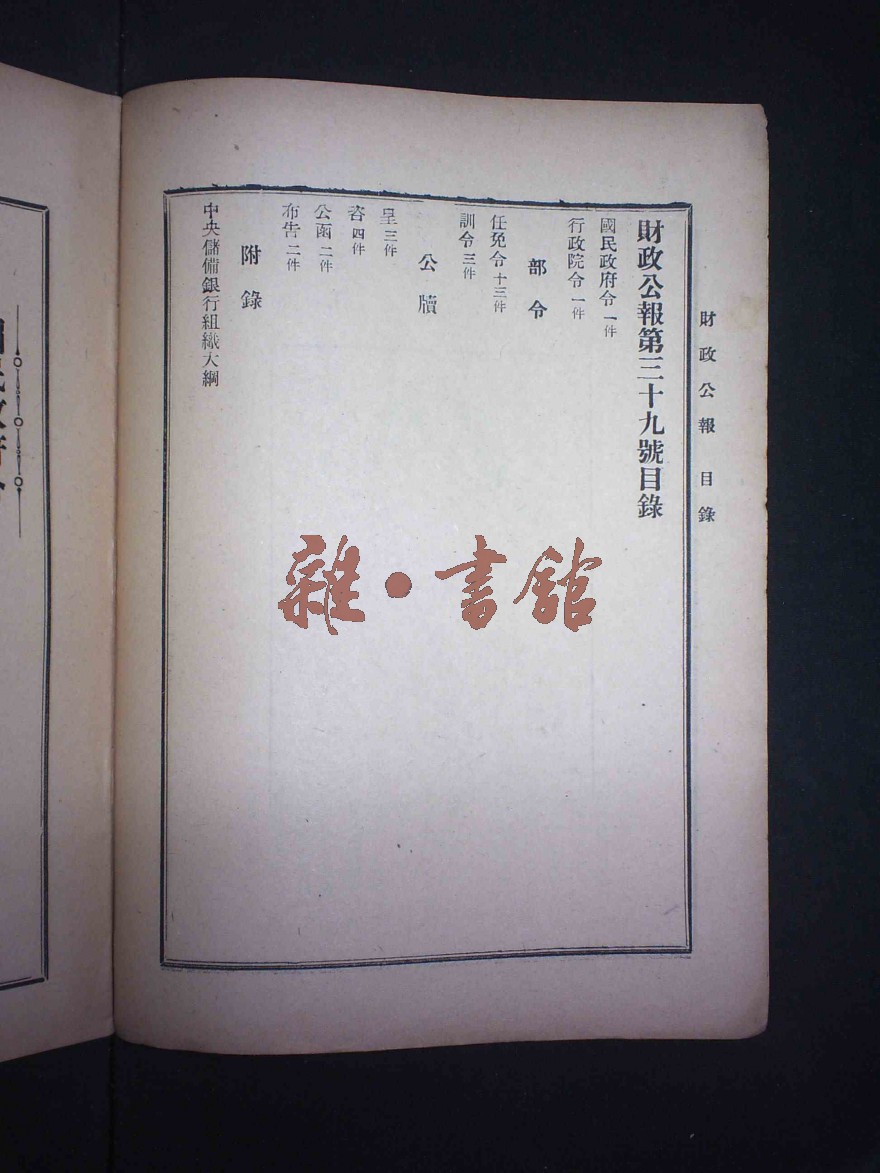 財政公報 目錄
財政公報第三十九號目錄
國民政府令一件
行政院令一件
部令
任免令十三件
訓令三件
公牘
呈三件
咨四件
公函二件
布告二件
附錄
中央儲備銀行組織大綱
雜·書館